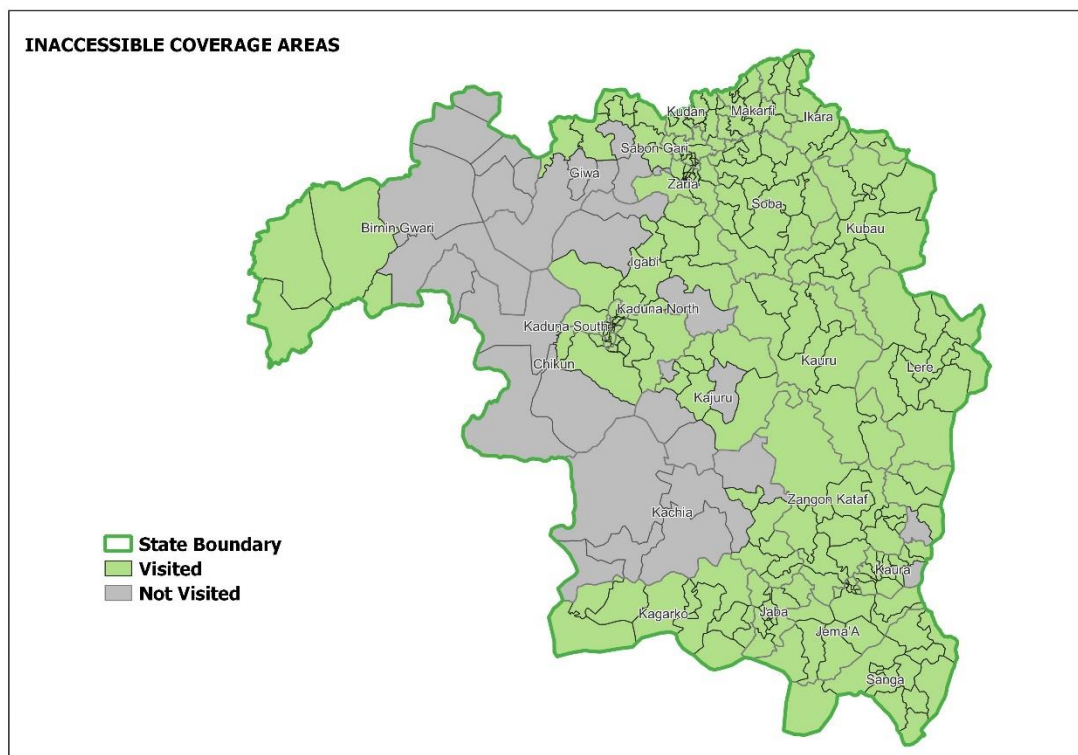 INACCESSIBLE COVERAGE AREAS
Kudan
Makarfi
Ikara
Sabon Gari
Giwa
Zaria
Soba
Birnin Gwari
Kubau
Igabi
Kaduna North
Kaduna South
Chikun
Kauru
Lere
Kajuru
Zangon Kataf
Kachia
State Boundary
Visited
Kaura
Not Visited
Kagarko
Jaba
Jema'A
Sanga